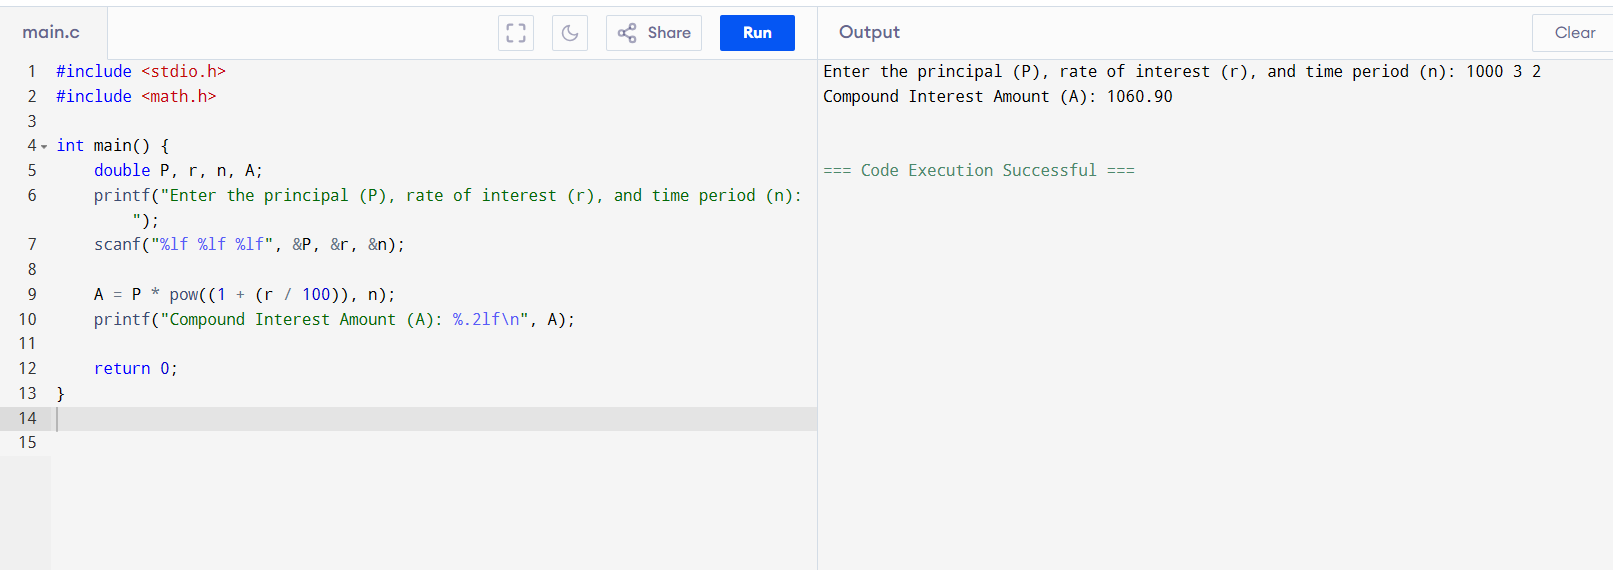 main.c
Share
Run
Output
Clear
1 #include <stdio.h>
2 #include <math.h>
3
4 int main() {
5     double P, r, n, A;
6     printf("Enter the principal (P), rate of interest (r), and time period (n):
");
7     scanf("%lf %lf %lf", &P, &r, &n);
8
9     A = P * pow((1 + (r / 100)), n);
10     printf("Compound Interest Amount (A): %.2lf\n", A);
11
12     return 0;
13 }
14
15
Enter the principal (P), rate of interest (r), and time period (n): 1000 3 2
Compound Interest Amount (A): 1060.90
=== Code Execution Successful ===